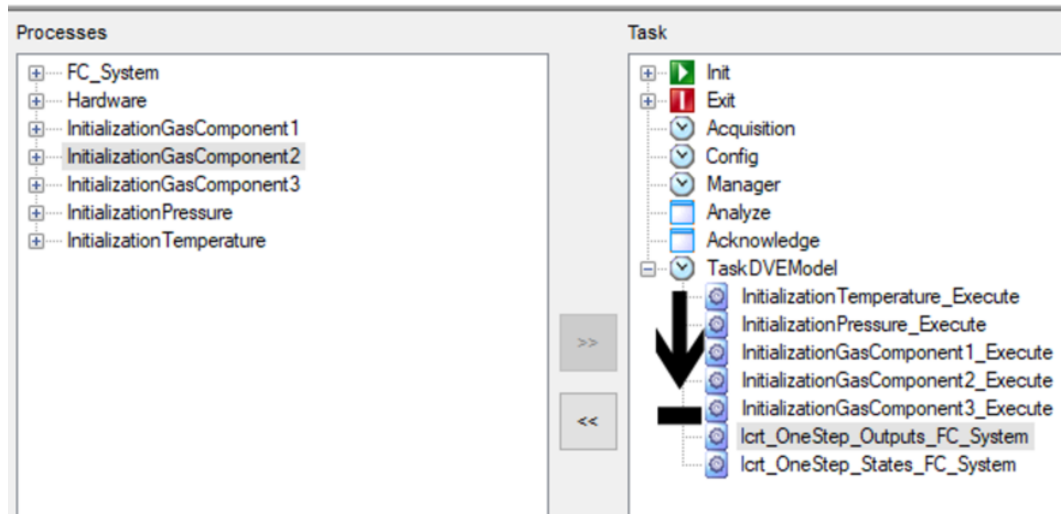 Processes
FC_System
Hardware
InitializationGasComponent1
InitializationGasComponent2
InitializationGasComponent3
InitializationPressure
InitializationTemperature
>>
<<
Task
Init
Exit
Acquisition
Config
Manager
Analyze
Acknowledge
TaskDVEModel
InitializationTemperature_Execute
InitializationPressure_Execute
InitializationGasComponent1_Execute
InitializationGasComponent2_Execute
InitializationGasComponent3_Execute
lcrt_OneStep_Outputs_FC_System
lcrt_OneStep_States_FC_System